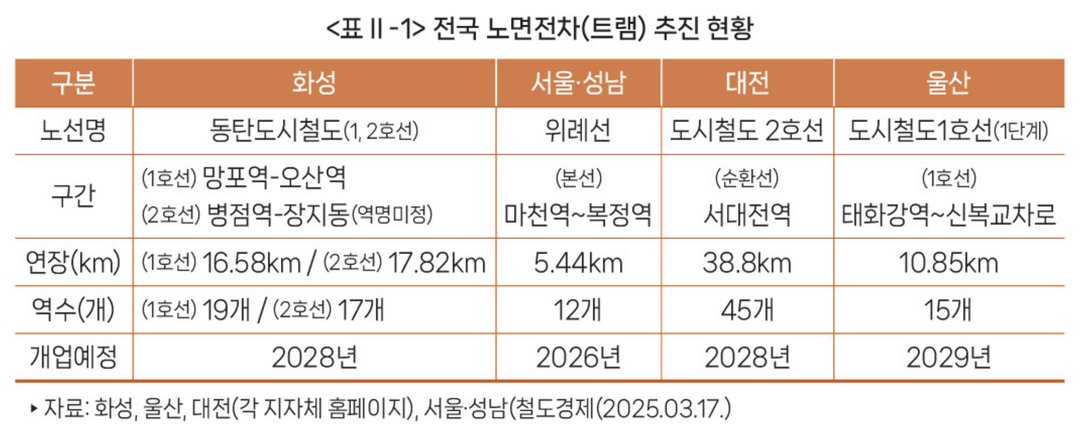 <표 Ⅱ-1> 전국 노면전차(트램) 추진 현황
구분 화성 서울·성남 대전 울산
노선명 동탄도시철도(1, 2호선) 위례선 도시철도 2호선 도시철도1호선(1단계)
구간 (1호선) 망포역-오산역 (본선) (순환선) (1호선)
(2호선) 병점역-장지동(역명미정) 마천역~복정역 서대전역 태화강역~신복교차로
연장(km) (1호선) 16.58km / (2호선) 17.82km 5.44km 38.8km 10.85km
역수(개) (1호선) 19개 / (2호선) 17개 12개 45개 15개
개업예정 2028년 2026년 2028년 2029년
▸ 자료: 화성, 울산, 대전(각 지자체 홈페이지), 서울·성남(철도경제(2025.03.17.)